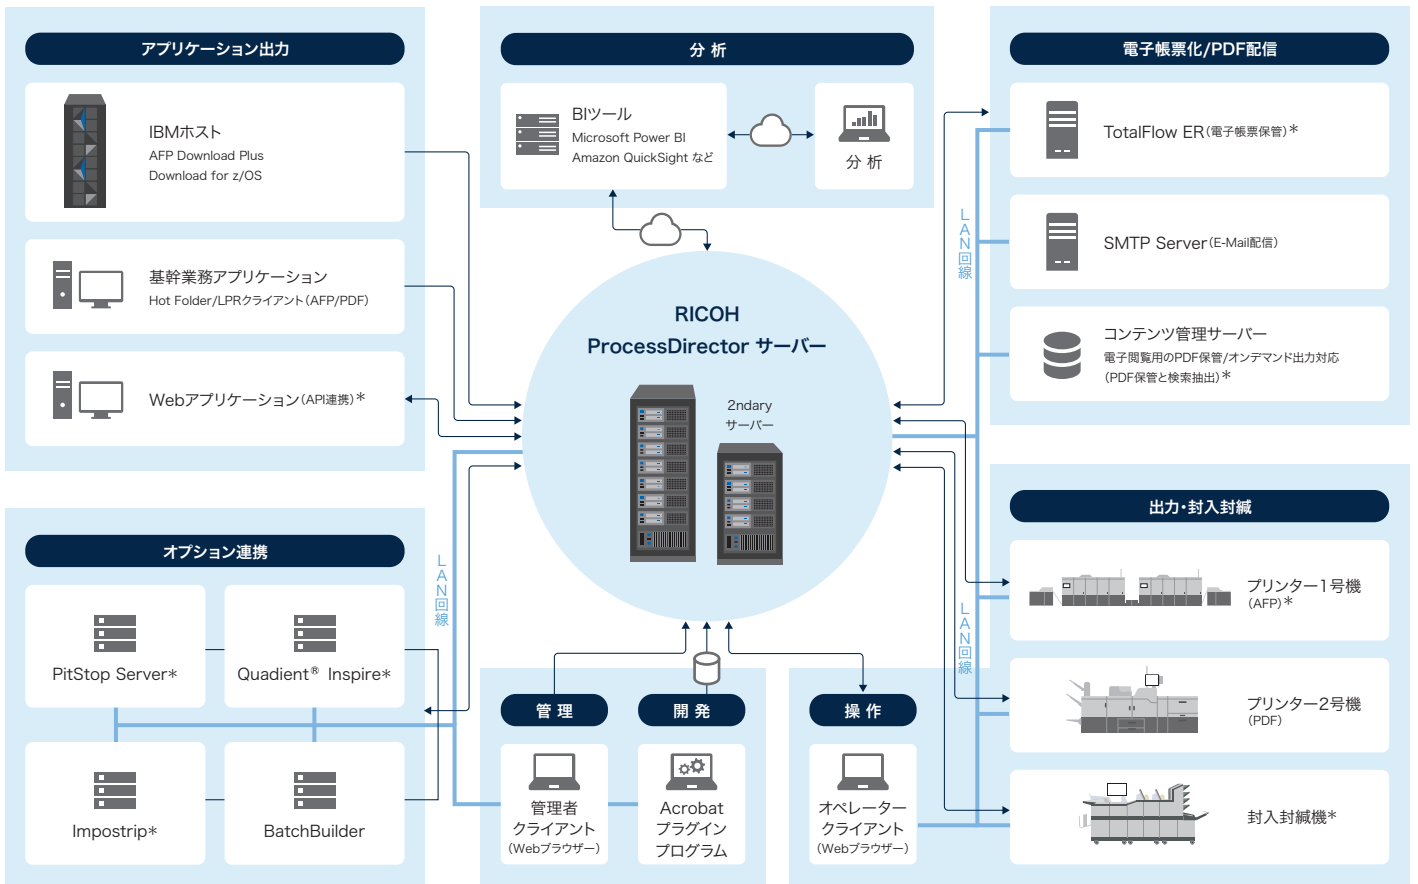 アプリケーション出力
IBMホスト
AFP Download Plus
Download for z/OS
基幹業務アプリケーション
Hot Folder/LPRクライアント(AFP/PDF)
Webアプリケーション(API連携)*
分 析
BIツール
Microsoft Power BI
Amazon QuickSight など
分 析
電子帳票化/PDF配信
TotalFlow ER(電子帳票保管)*
SMTP Server(E-Mail配信)
コンテンツ管理サーバー
電子閲覧用のPDF保管/オンデマンド出力対応
(PDF保管と検索抽出)*
LAN回線
RICOH
ProcessDirector サーバー
2ndary
サーバー
オプション連携
PitStop Server*
Quadient® Inspire*
Impostrip*
BatchBuilder
LAN回線
管 理
管理者
クライアント
(Webブラウザー)
開 発
Acrobat
プラグイン
プログラム
操 作
オペレーター
クライアント
(Webブラウザー)
LAN回線
出力・封入封緘
プリンター1号機
(AFP)*
プリンター2号機
(PDF)
封入封緘機*